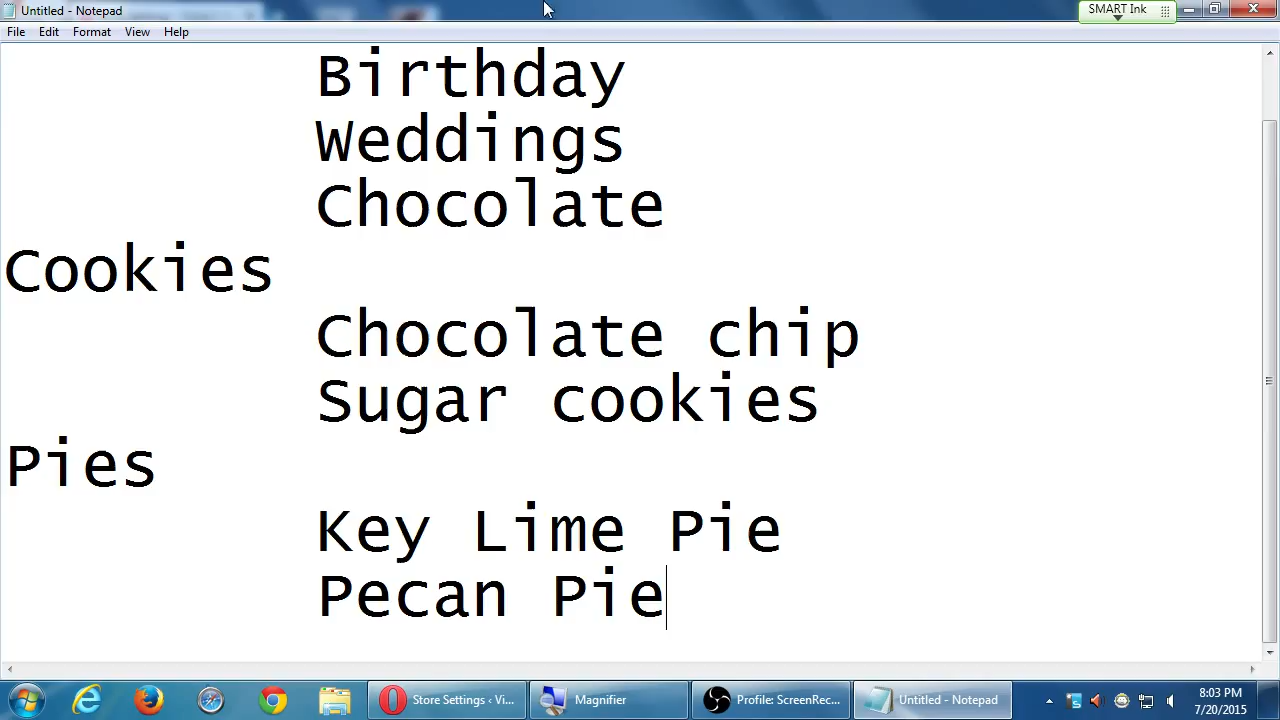 Untitled - Notepad
SMART Ink
File Edit Format View Help
Birthday
Weddings
Chocolate
Cookies
Chocolate chip
Sugar cookies
Pies
Key Lime Pie
Pecan Pie
Store Settings ‹ Vi...
Magnifier
Profile: ScreenRec...
Untitled - Notepad
8:03 PM
7/20/2015